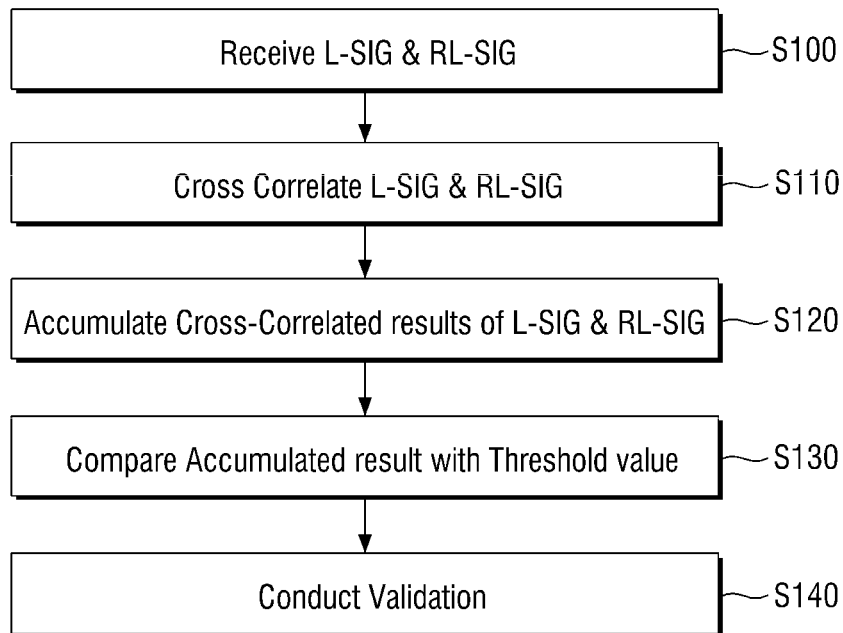 Receive L-SIG & RL-SIG S100
Cross Correlate L-SIG & RL-SIG S110
Accumulate Cross-Correlated results of L-SIG & RL-SIG S120
Compare Accumulated result with Threshold value S130
Conduct Validation S140